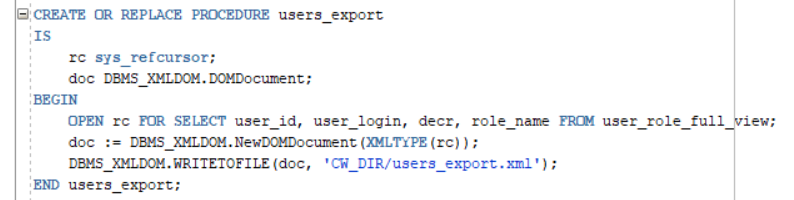 CREATE OR REPLACE PROCEDURE users_export
IS
rc sys_refcursor;
doc DBMS_XMLDOM.DOMDocument;
BEGIN
OPEN rc FOR SELECT user_id, user_login, decr, role_name FROM user_role_full_view;
doc := DBMS_XMLDOM.NewDOMDocument(XMLTYPE(rc));
DBMS_XMLDOM.WRITETOFILE(doc, 'CW_DIR/users_export.xml');
END users_export;